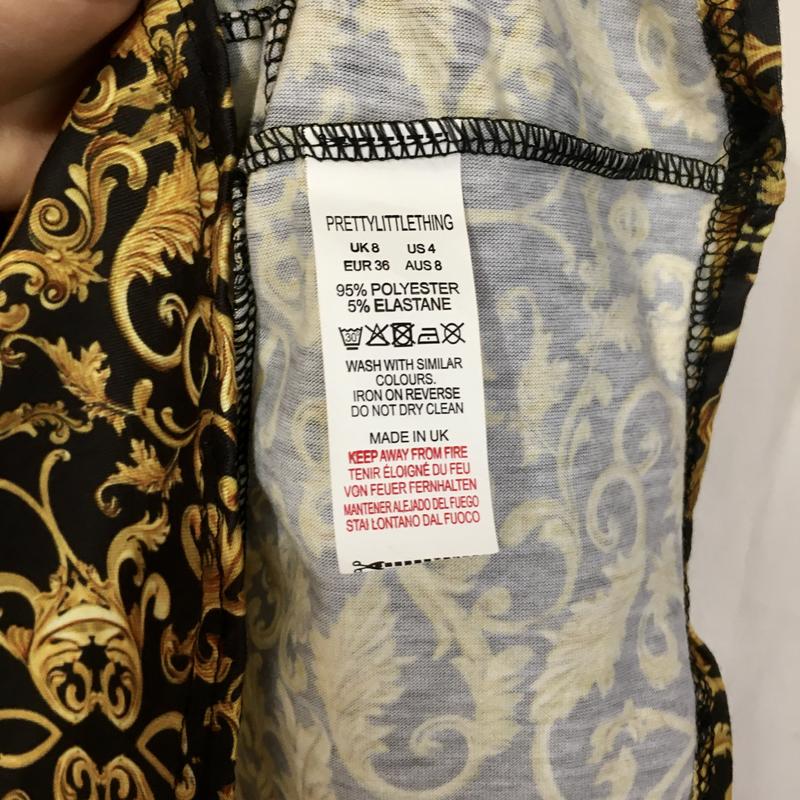 PRETTYLITTLETHING
UK 8 US 4
EUR 36 AUS 8
95% POLYESTER
5% ELASTANE
30°
WASH WITH SIMILAR
COLOURS.
IRON ON REVERSE
DO NOT DRY CLEAN
MADE IN UK
KEEP AWAY FROM FIRE
TENIR ÉLOIGNÉ DU FEU
VON FEUER FERNHALTEN
MANTENER ALEJADO DEL FUEGO
STAI LONTANO DAL FUOCO